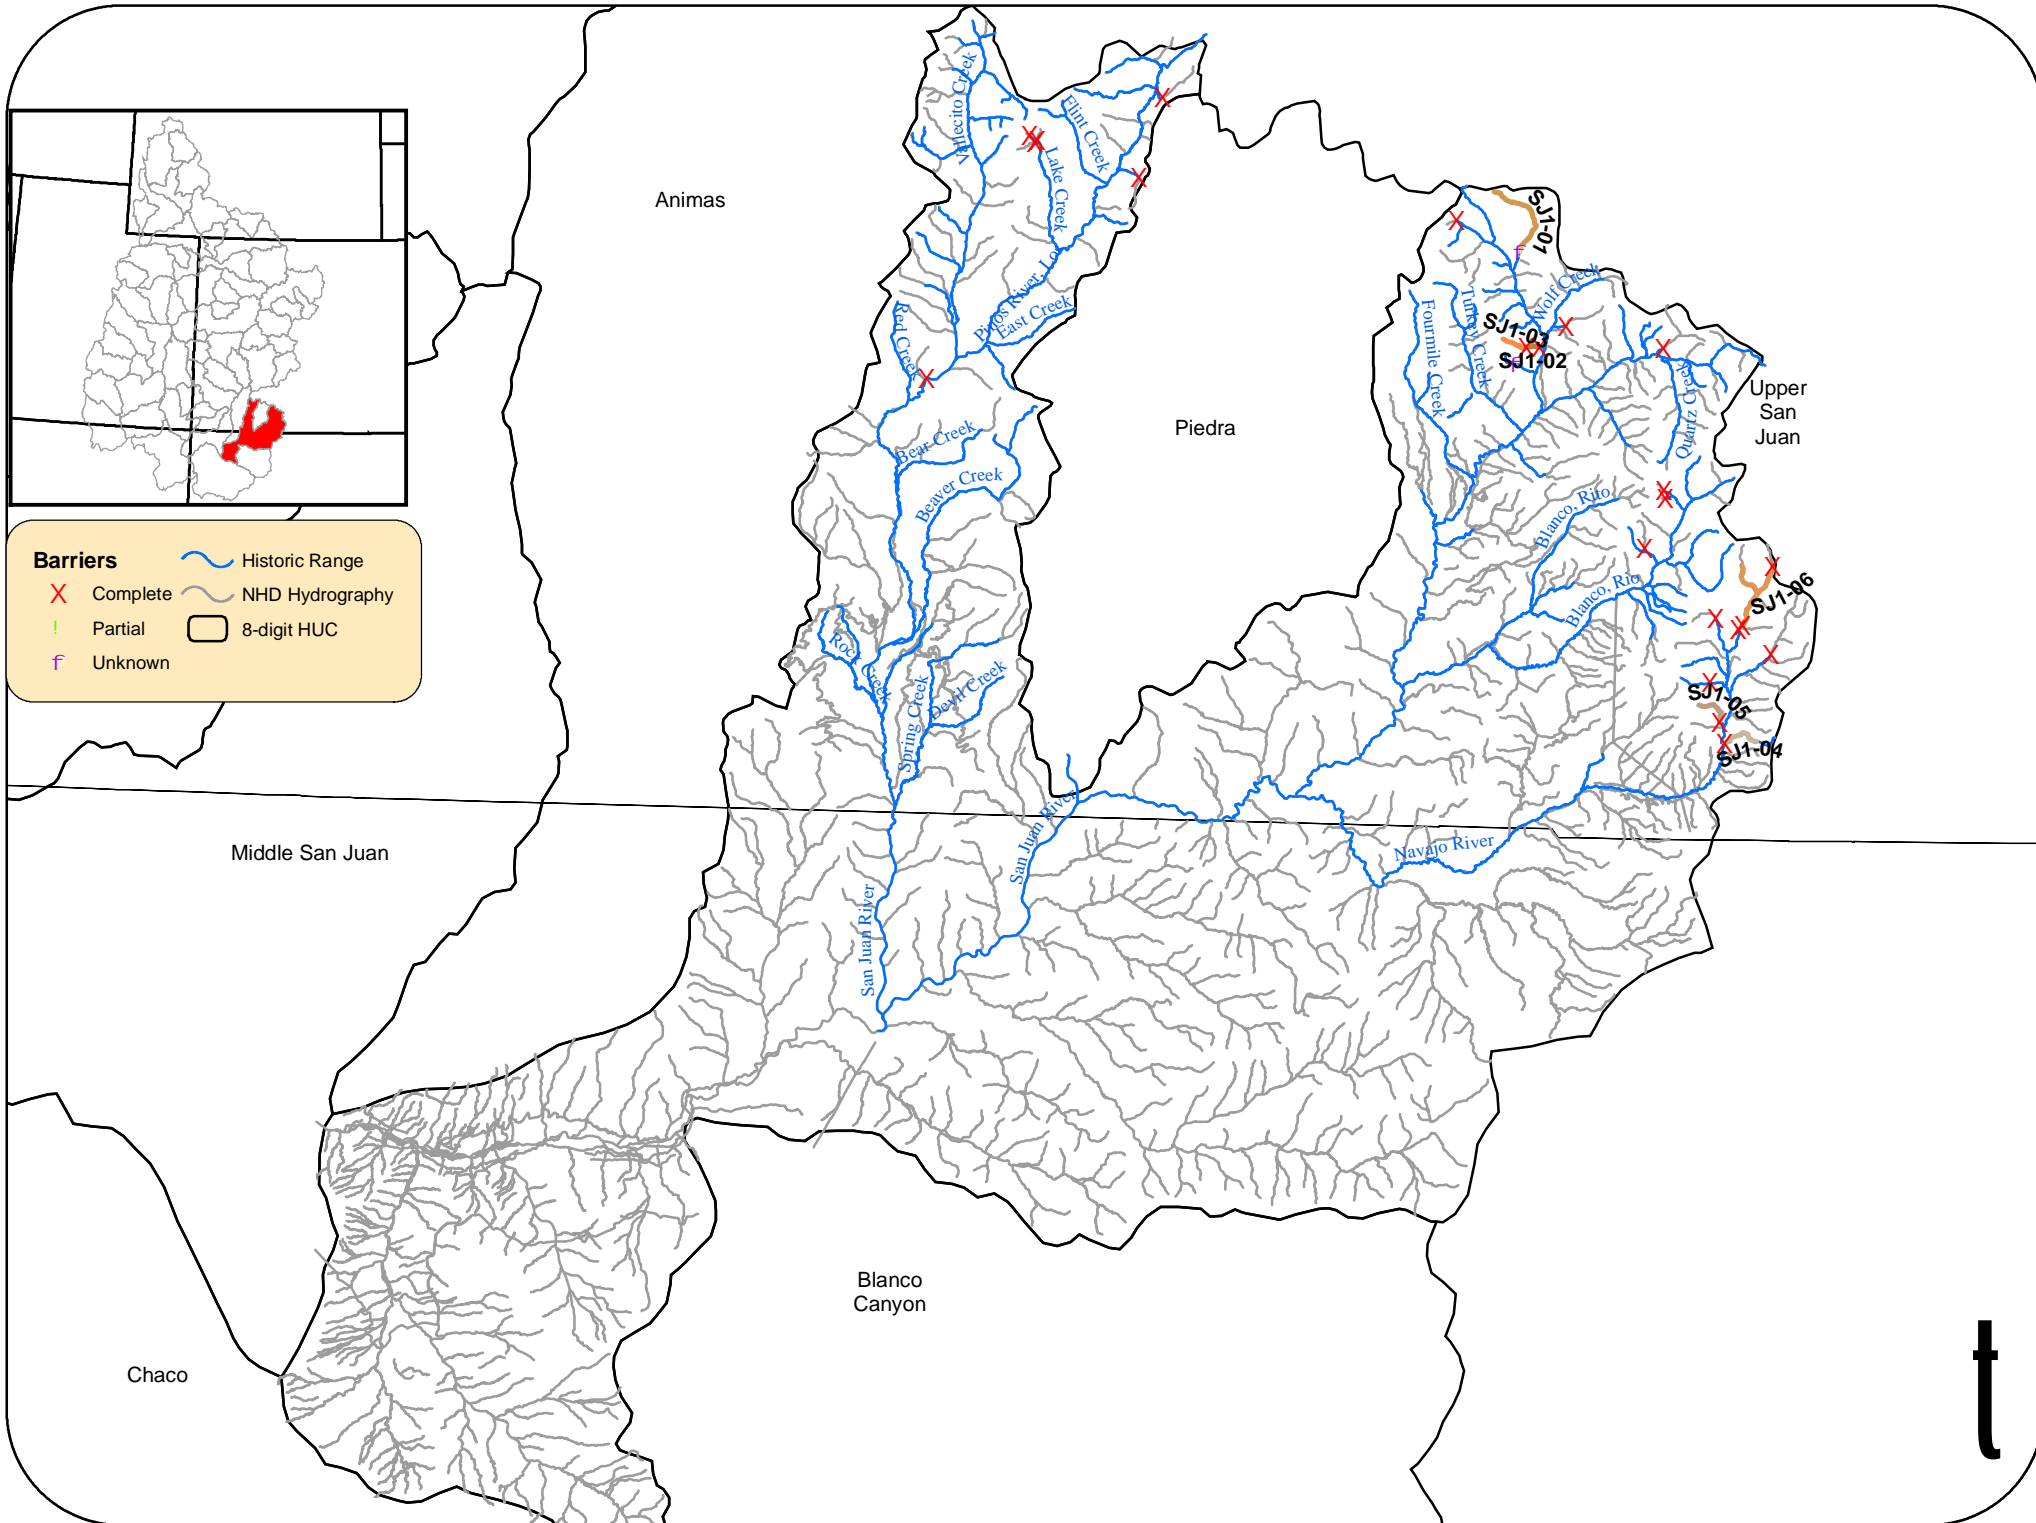 Vallecito Creek
Flint Creek
Lake Creek
Animas
SJ1-01
Pinos River, Lo
East Creek
Red Creek
Wolf Creek
Turkey Creek
Fourmile Creek
SJ1-03
SJ1-02
Quartz Creek
Upper
San
Juan
Piedra
Bear Creek
Beaver Creek
Blanco, Rito
Blanco, Rio
SJ1-06
Barriers
X Complete
! Partial
f Unknown
Historic Range
NHD Hydrography
8-digit HUC
Rock Creek
Spring Creek
Devil Creek
SJ1-05
SJ1-04
San Juan River
Navajo River
Middle San Juan
San Juan River
Blanco
Canyon
Chaco
t